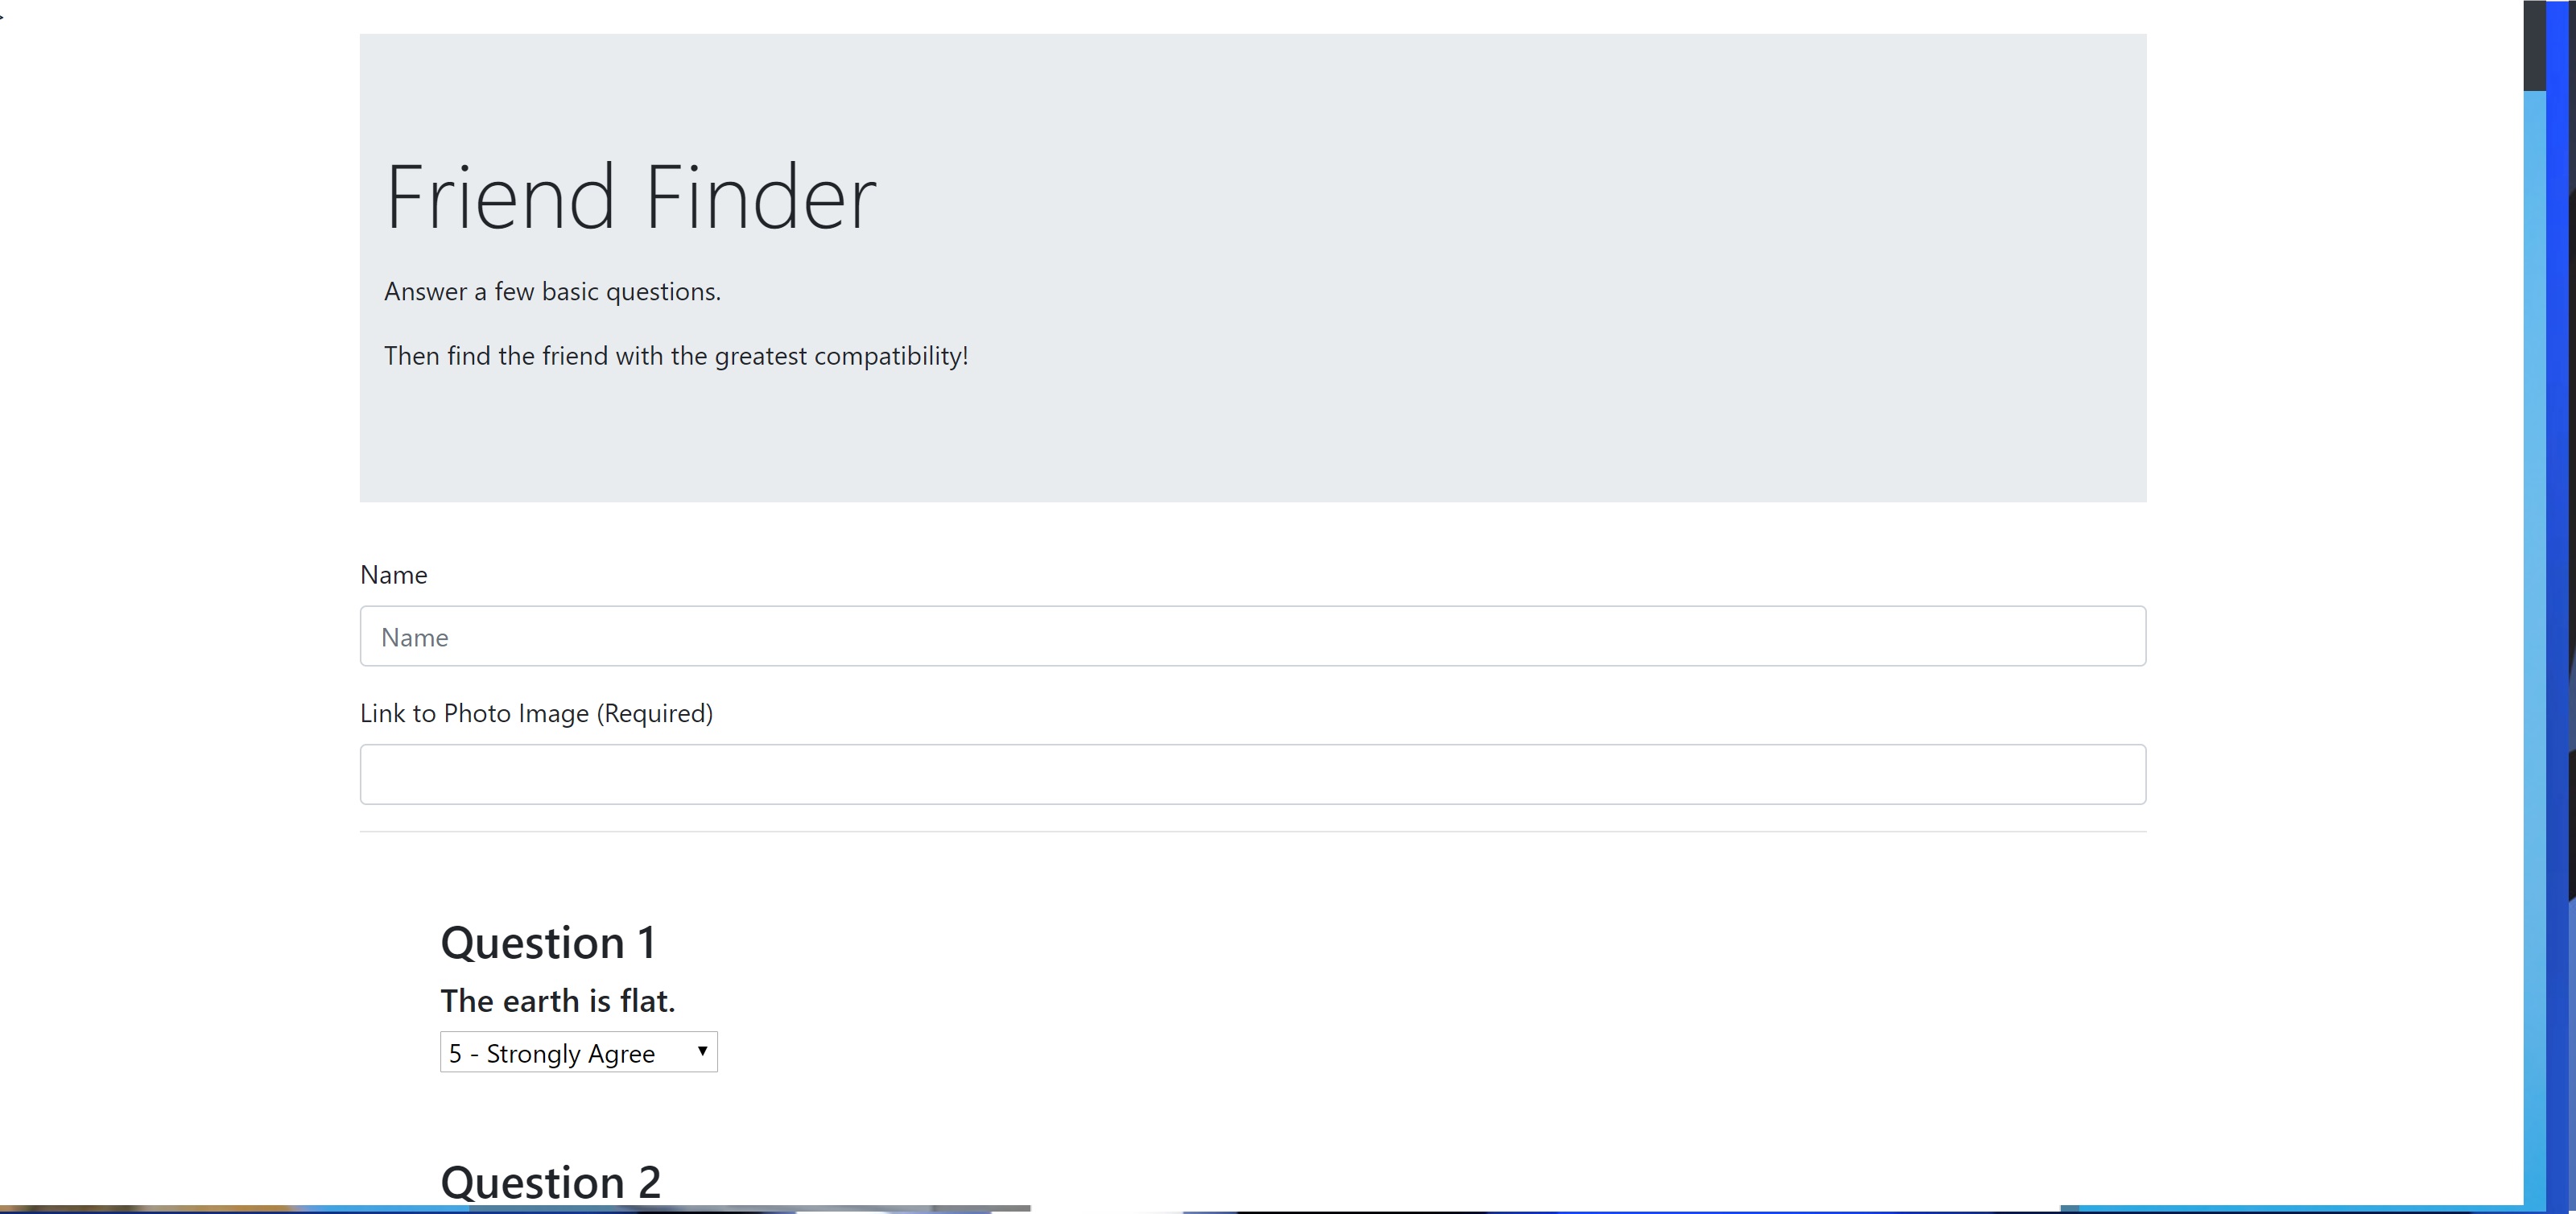 Friend Finder
Answer a few basic questions.
Then find the friend with the greatest compatibility!
Name
Name
Link to Photo Image (Required)
Question 1
The earth is flat.
5 - Strongly Agree
Question 2